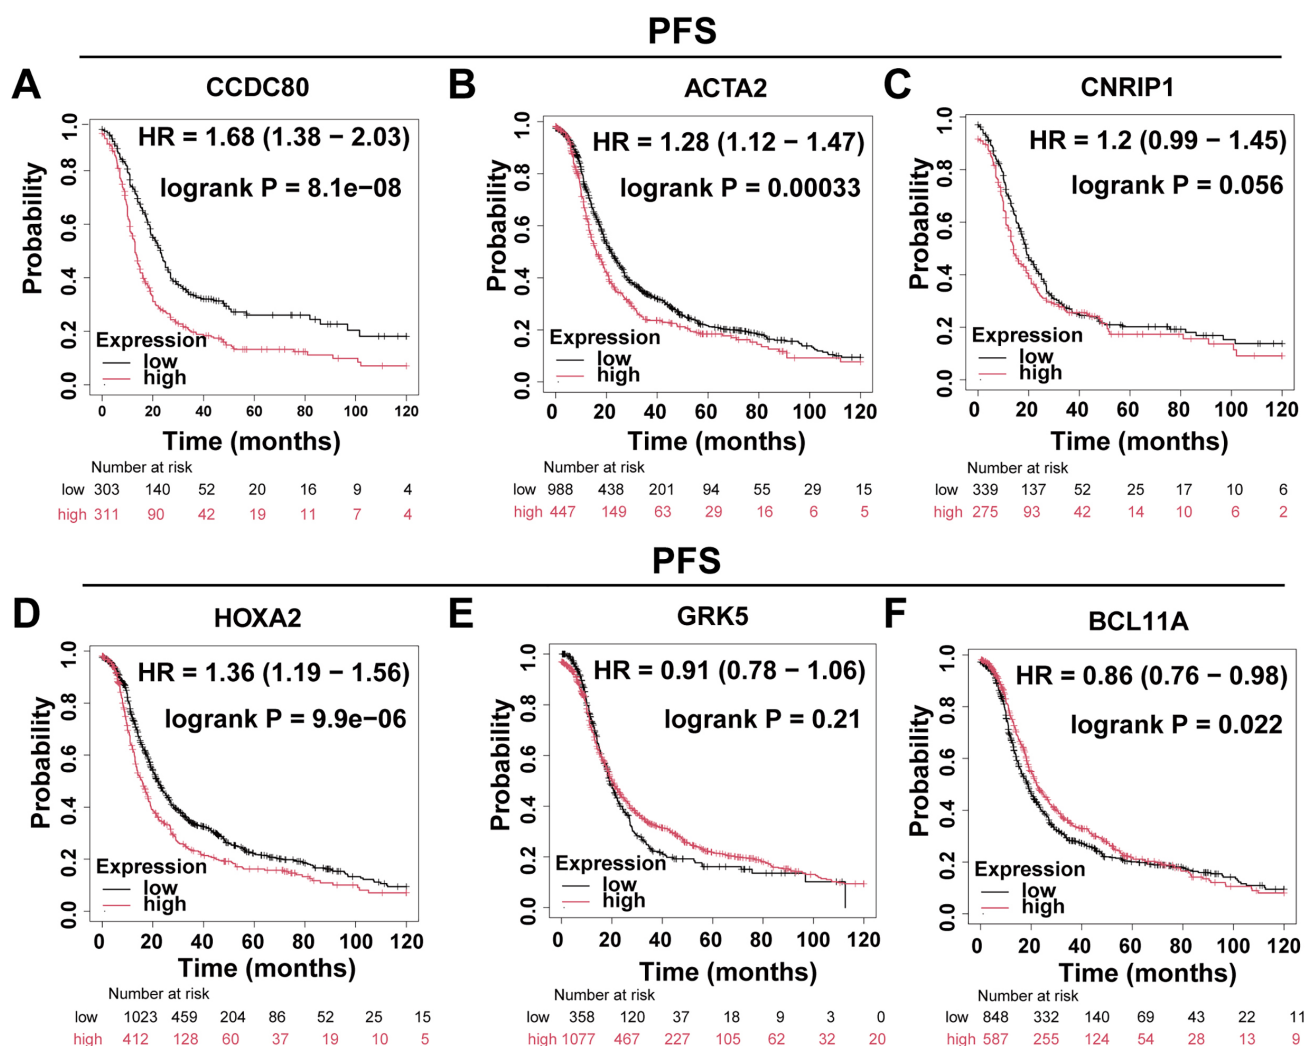 PFS
A
CCDC80
HR = 1.68 (1.38 − 2.03)
logrank P = 8.1e−08
Probability
1.0
0.8
0.6
0.4
0.2
0.0
Expression
low
high
0 20 40 60 80 100 120
Time (months)
Number at risk
low 303 140 52 20 16 9 4
high 311 90 42 19 11 7 4
B
ACTA2
HR = 1.28 (1.12 − 1.47)
logrank P = 0.00033
Probability
1.0
0.8
0.6
0.4
0.2
0.0
Expression
low
high
0 20 40 60 80 100 120
Time (months)
Number at risk
low 988 438 201 94 55 29 15
high 447 149 63 29 16 6 5
C
CNRIP1
HR = 1.2 (0.99 − 1.45)
logrank P = 0.056
Probability
1.0
0.8
0.6
0.4
0.2
0.0
Expression
low
high
0 20 40 60 80 100 120
Time (months)
Number at risk
low 339 137 52 25 17 10 6
high 275 93 42 14 10 6 2
PFS
D
HOXA2
HR = 1.36 (1.19 − 1.56)
logrank P = 9.9e−06
Probability
1.0
0.8
0.6
0.4
0.2
0.0
Expression
low
high
0 20 40 60 80 100 120
Time (months)
Number at risk
low 1023 459 204 86 52 25 15
high 412 128 60 37 19 10 5
E
GRK5
HR = 0.91 (0.78 − 1.06)
logrank P = 0.21
Probability
1.0
0.8
0.6
0.4
0.2
0.0
Expression
low
high
0 20 40 60 80 100 120
Time (months)
Number at risk
low 358 120 37 18 9 3 0
high 1077 467 227 105 62 32 20
F
BCL11A
HR = 0.86 (0.76 − 0.98)
logrank P = 0.022
Probability
1.0
0.8
0.6
0.4
0.2
0.0
Expression
low
high
0 20 40 60 80 100 120
Time (months)
Number at risk
low 848 332 140 69 43 22 11
high 587 255 124 54 28 13 9